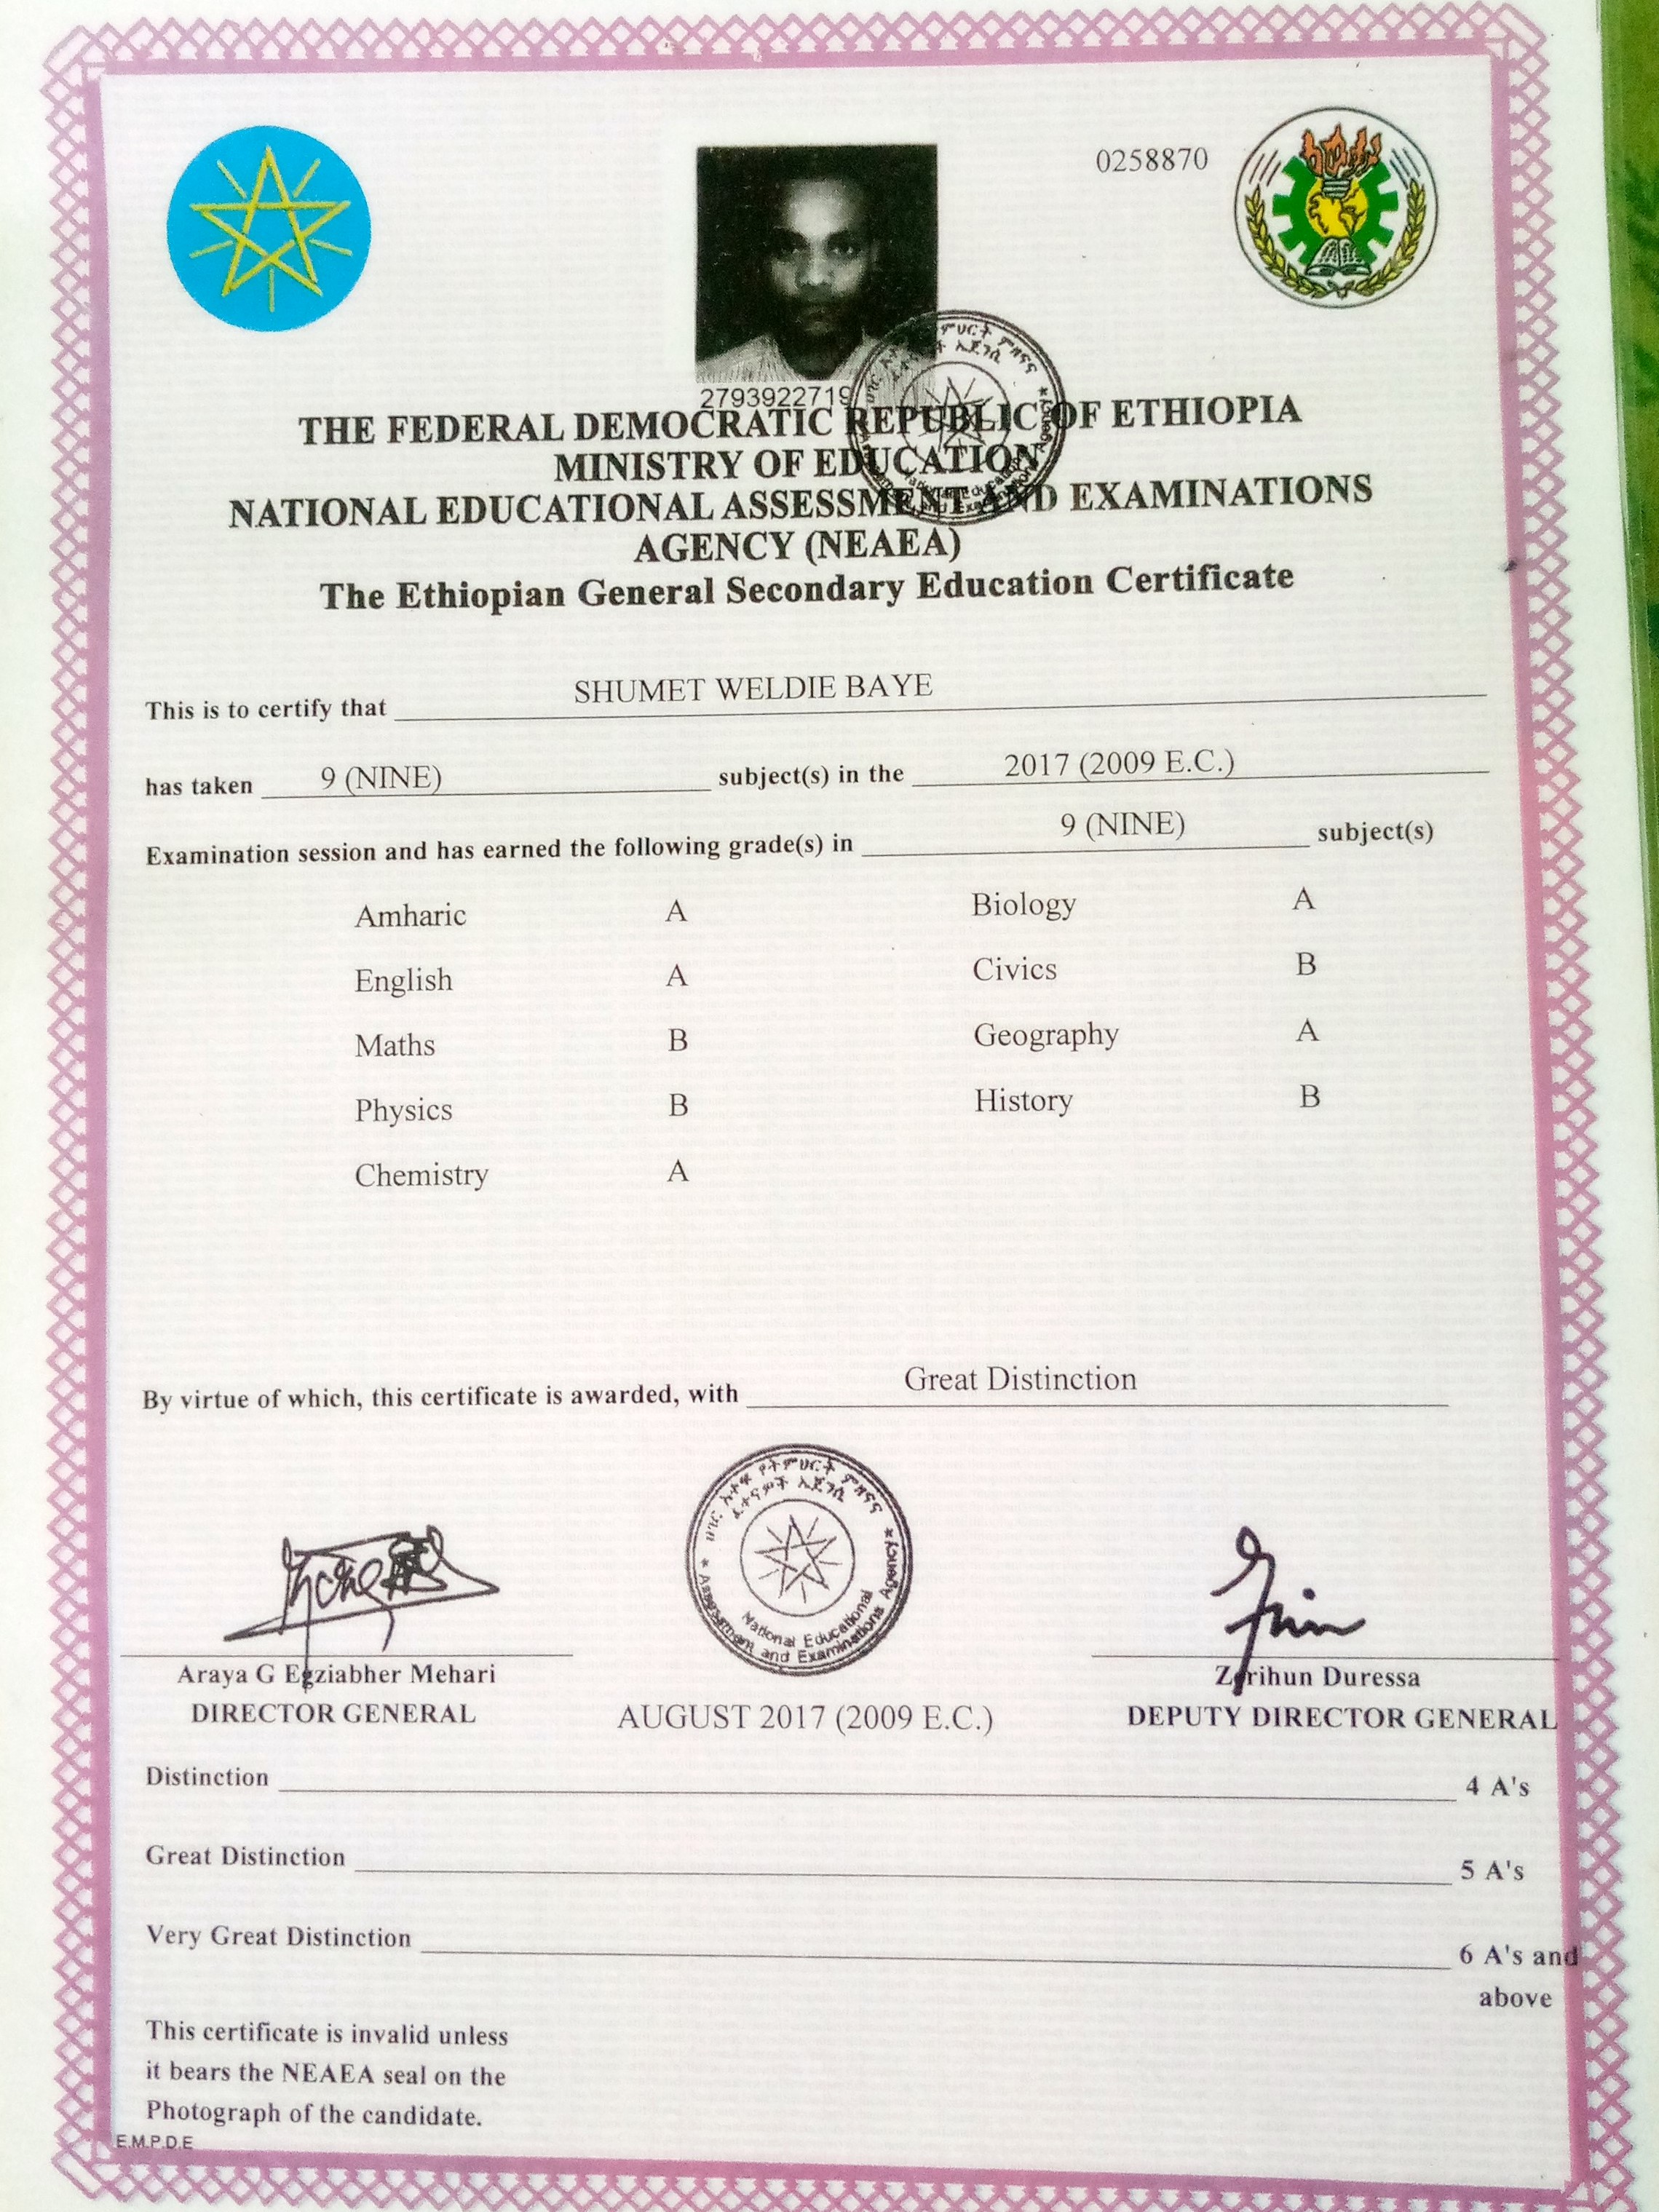 0258870
2793922719
THE FEDERAL DEMOCRATIC REPUBLIC OF ETHIOPIA
MINISTRY OF EDUCATION
NATIONAL EDUCATIONAL ASSESSMENT AND EXAMINATIONS
AGENCY (NEAEA)
The Ethiopian General Secondary Education Certificate
This is to certify that SHUMET WELDIE BAYE
has taken 9 (NINE) subject(s) in the 2017 (2009 E.C.)
Examination session and has earned the following grade(s) in 9 (NINE) subject(s)
Amharic A Biology A
English A Civics B
Maths B Geography A
Physics B History B
Chemistry A
By virtue of which, this certificate is awarded, with Great Distinction
ሀገር አቀፍ የትምህርት ምዘናና
ፈተናዎች ኤጀንሲ
National Educational
Assessment and Examinations Agency
Araya G Egziabher Mehari
DIRECTOR GENERAL
AUGUST 2017 (2009 E.C.)
Zerihun Duressa
DEPUTY DIRECTOR GENERAL
Distinction 4 A's
Great Distinction 5 A's
Very Great Distinction 6 A's and
above
This certificate is invalid unless
it bears the NEAEA seal on the
Photograph of the candidate.
E.M.P.D.E